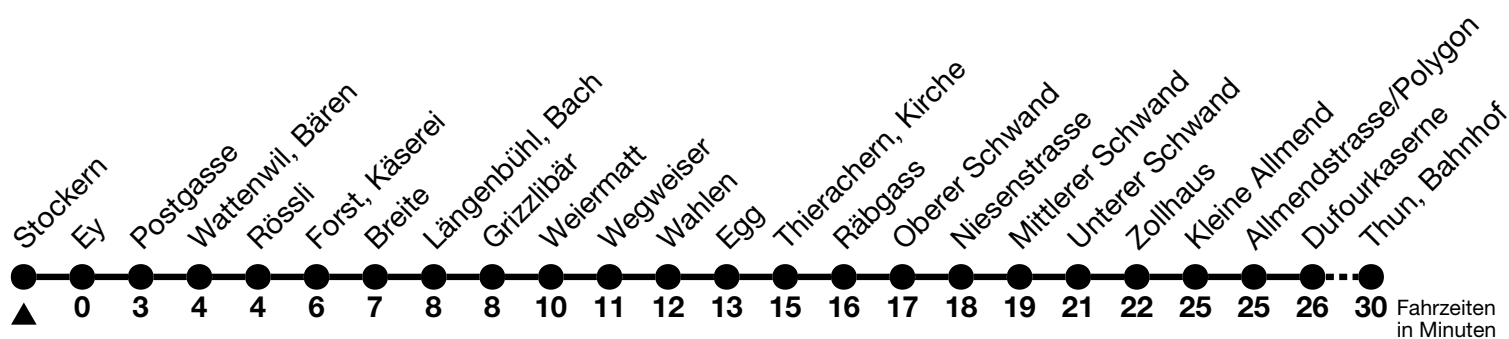 Stockern
Ey
Postgasse
Wattenwil, Bären
Rössli
Forst, Käserei
Breite
Längenbühl, Bach
Grizzlibär
Weiermatt
Wegweiser
Wahlen
Egg
Thierachern, Kirche
Räbgass
Oberer Schwand
Niesenstrasse
Mittlerer Schwand
Unterer Schwand
Zollhaus
Kleine Allmend
Allmendstrasse/Polygon
Dufourkaserne
Thun, Bahnhof
0 3 4 4 6 7 8 8 10 11 12 13 15 16 17 18 19 21 22 25 25 26 30
Fahrzeiten
in Minuten